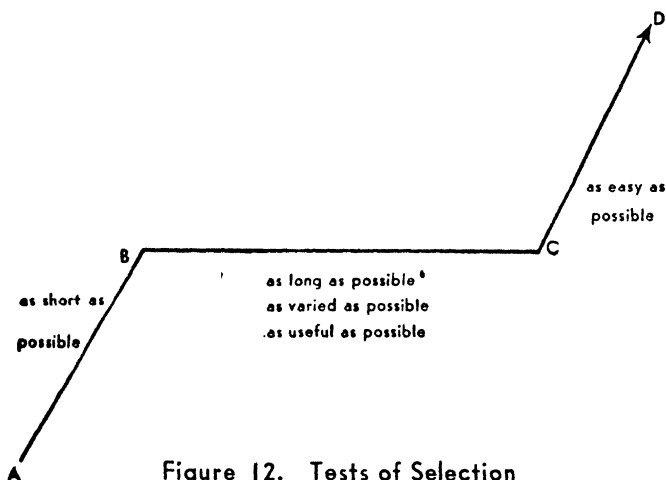 D
as easy as
possible
B
C
as long as possible
as varied as possible
as useful as possible
as short as
possible
A
Figure 12. Tests of Selection